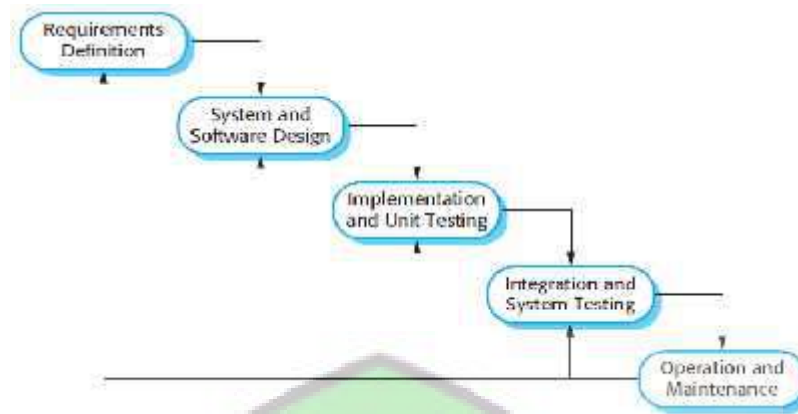 Requirements
Definition
System and
Software Design
Implementation
and Unit Testing
Integration and
System Testing
Operation and
Maintenance